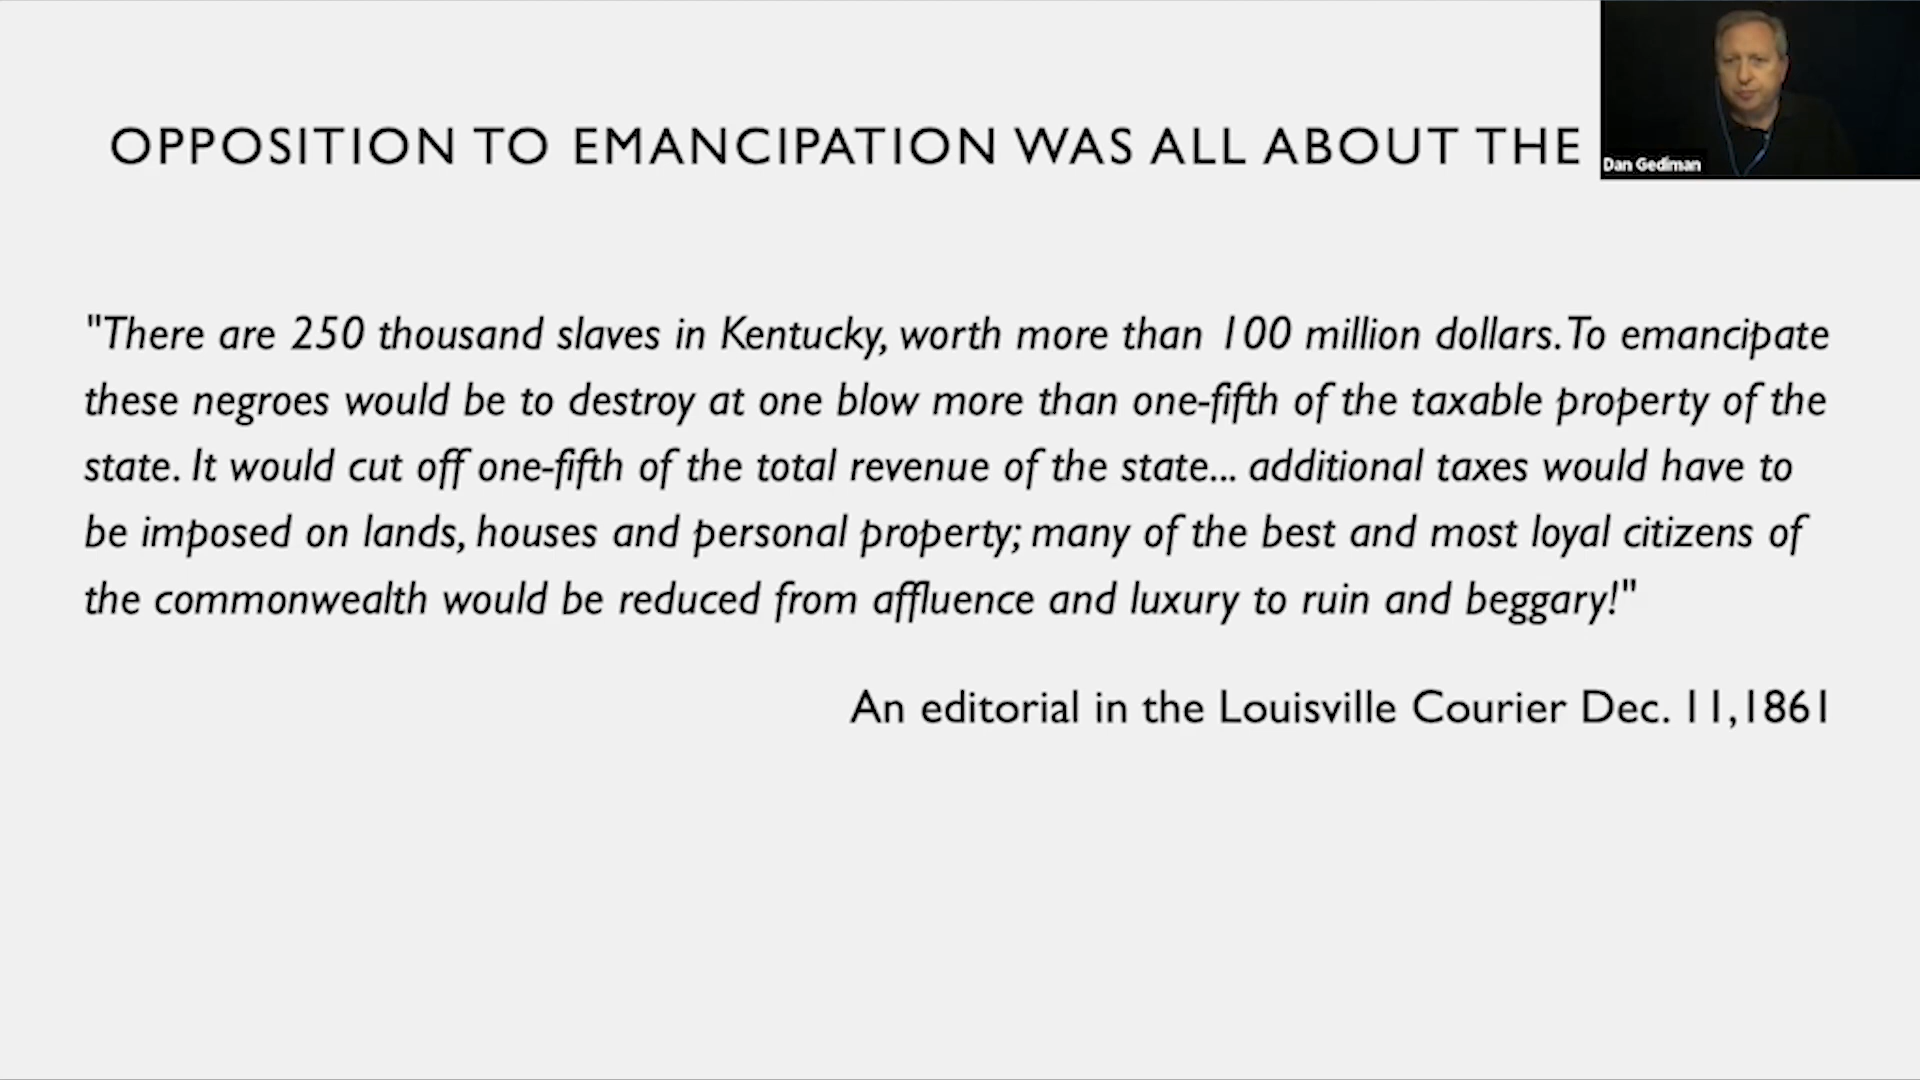 OPPOSITION TO EMANCIPATION WAS ALL ABOUT THE
Dan Gediman
"There are 250 thousand slaves in Kentucky, worth more than 100 million dollars. To emancipate
these negroes would be to destroy at one blow more than one-fifth of the taxable property of the
state. It would cut off one-fifth of the total revenue of the state... additional taxes would have to
be imposed on lands, houses and personal property; many of the best and most loyal citizens of
the commonwealth would be reduced from affluence and luxury to ruin and beggary!"
An editorial in the Louisville Courier Dec. 11,1861